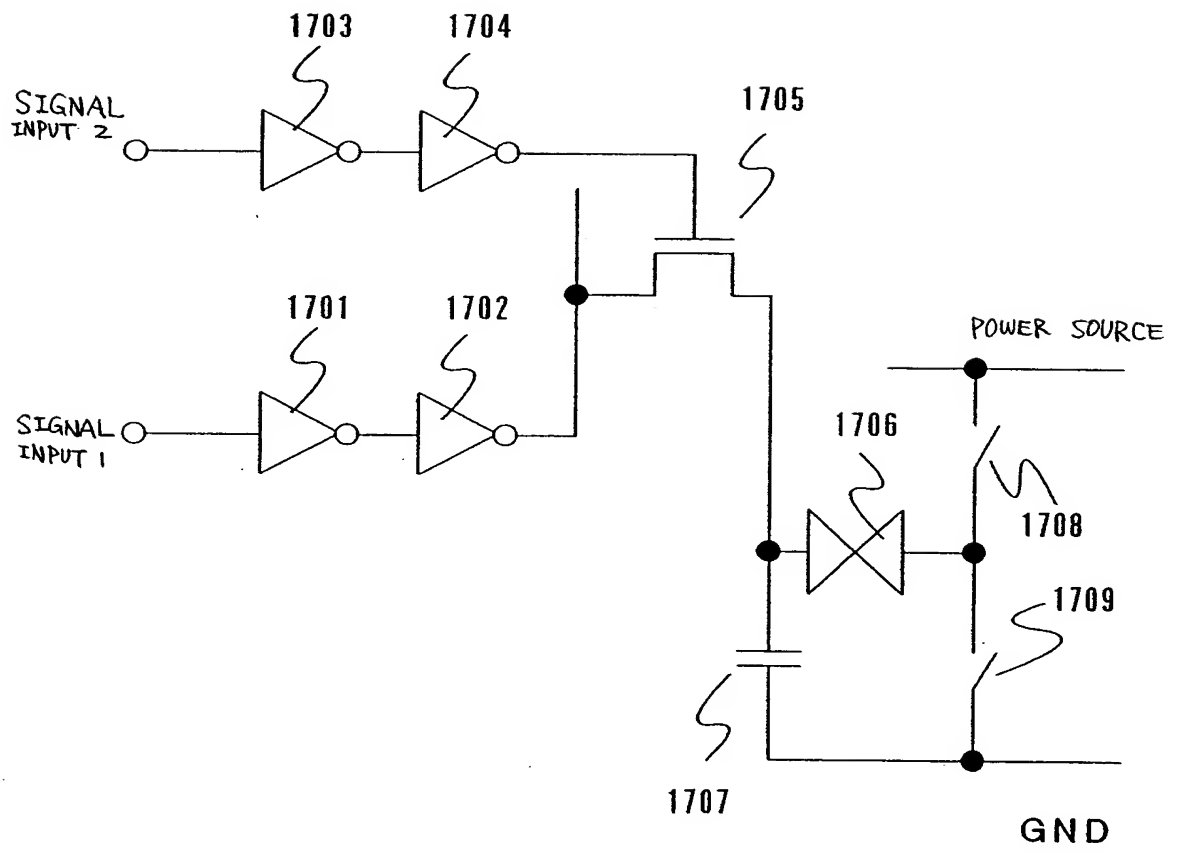 1703
1704
SIGNAL
INPUT 2
1705
1701
1702
POWER SOURCE
SIGNAL
INPUT 1
1706
1708
1709
1707
GND